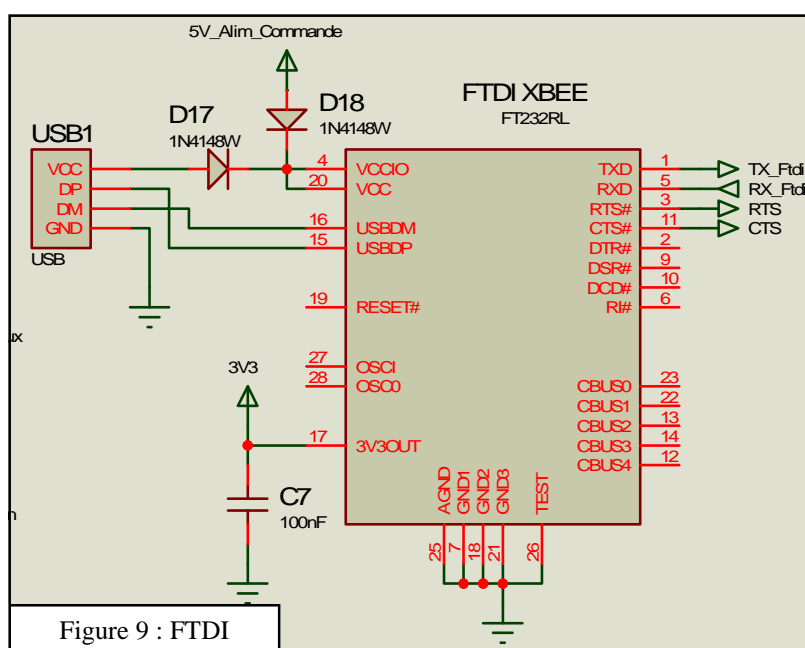 5V_Alim_Commande
D17
1N4148W
D18
1N4148W
FTDI XBEE
FT232RL
USB1
VCC
DP
DM
GND
USB
4 VCCIO
20 VCC
16 USBDM
15 USBDP
19 RESET#
27 OSCI
28 OSC0
3V3
17 3V3OUT
C7
100nF
TXD 1 TX_Ftdi
RXD 5 RX_Ftdi
RTS# 3 RTS
CTS# 11 CTS
DTR# 2
DSR# 9
DCD# 10
RI# 6
CBUS0 23
CBUS1 22
CBUS2 13
CBUS3 14
CBUS4 12
AGND 25
GND1 7
GND2 18
GND3 21
TEST 26
ux
n
Figure 9 : FTDI